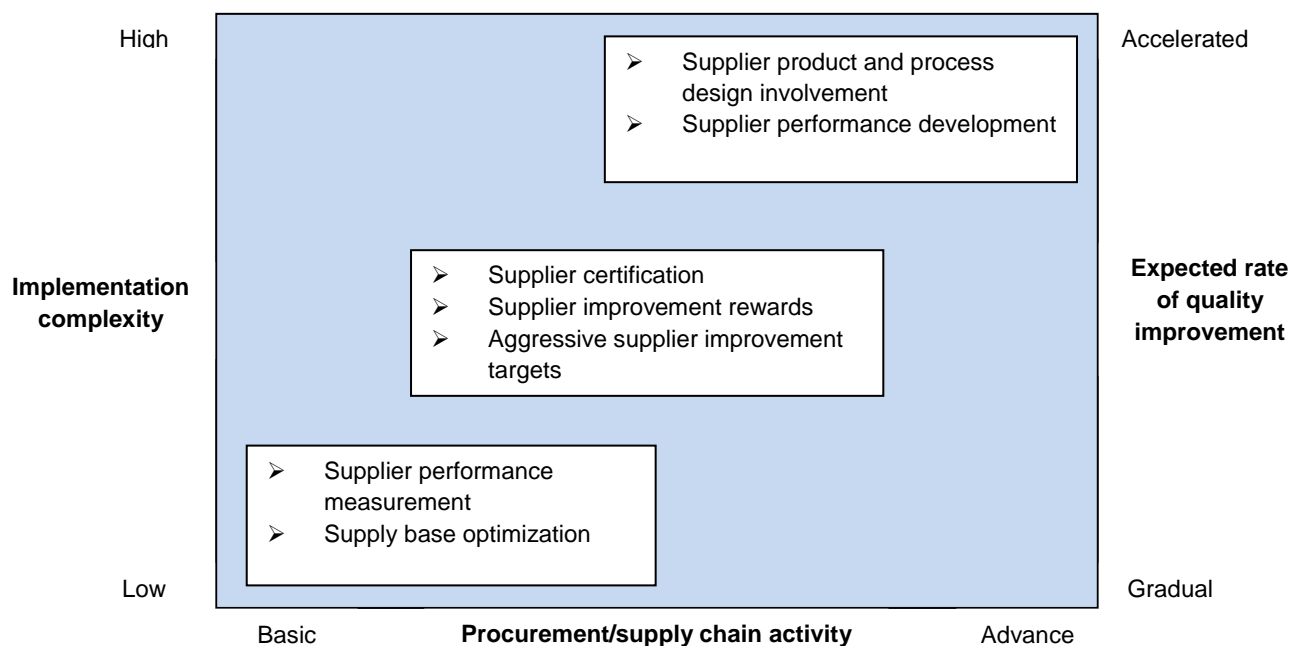 High
Accelerated
➢ Supplier product and process
design involvement
➢ Supplier performance development
➢ Supplier certification
➢ Supplier improvement rewards
➢ Aggressive supplier improvement
targets
Implementation
complexity
Expected rate
of quality
improvement
➢ Supplier performance
measurement
➢ Supply base optimization
Low
Gradual
Basic
Procurement/supply chain activity
Advance